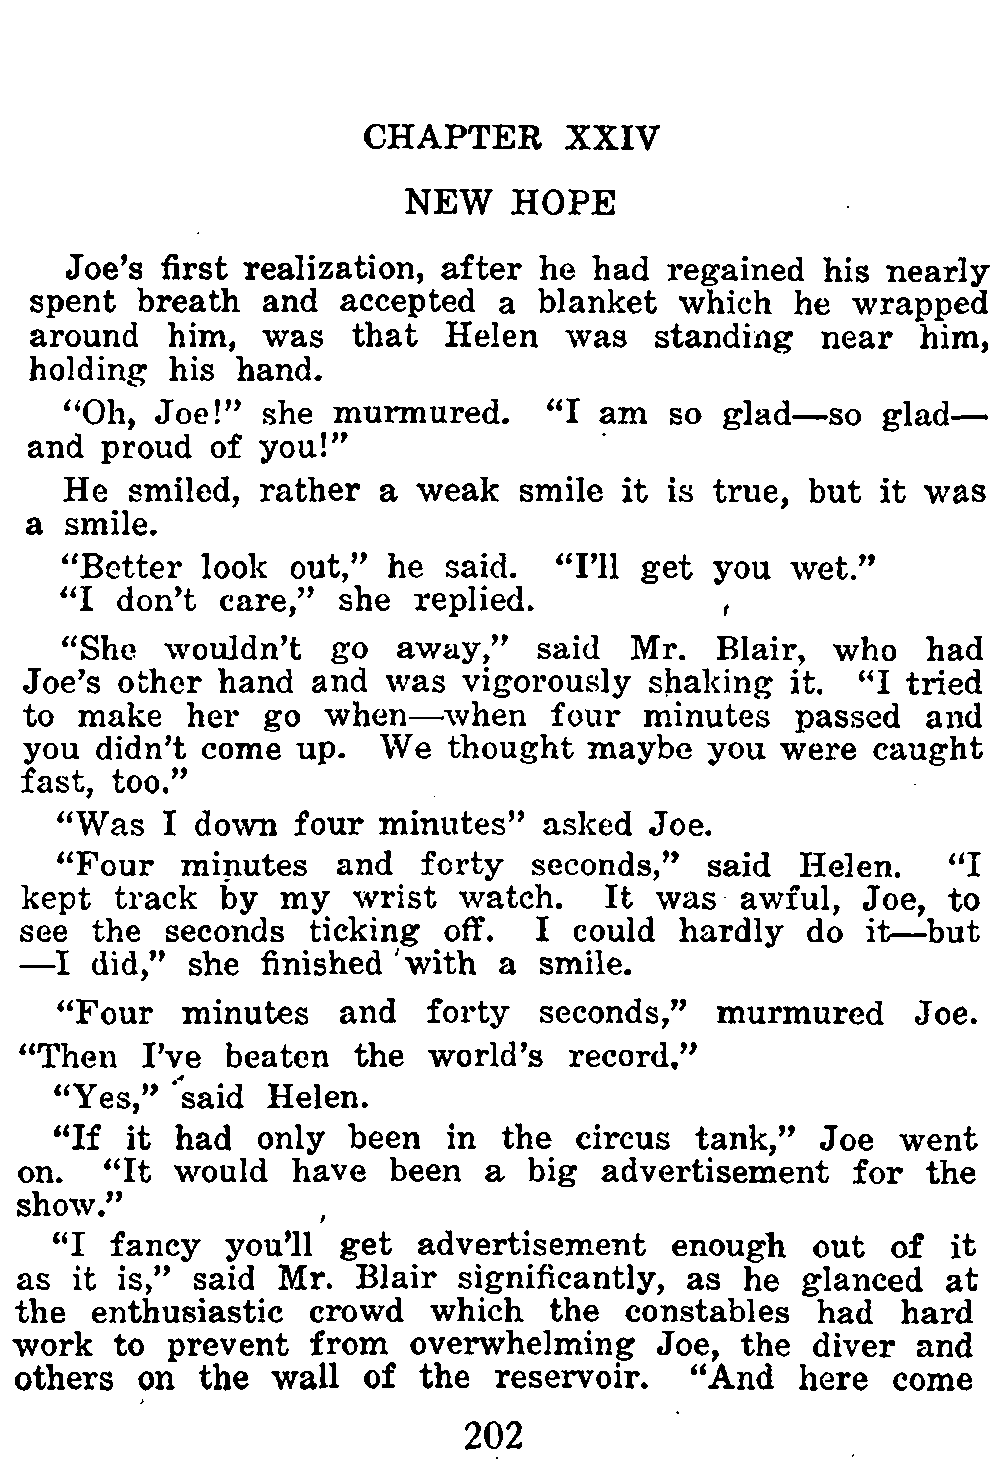 CHAPTER XXIV
NEW HOPE
Joe's first realization, after he had regained his nearly
spent breath and accepted a blanket which he wrapped
around him, was that Helen was standing near him,
holding his hand.
“Oh, Joe!” she murmured. “I am so glad—so glad—
and proud of you!”
He smiled, rather a weak smile it is true, but it was
a smile.
“Better look out,” he said. “I'll get you wet.”
“I don't care,” she replied.
“She wouldn't go away,” said Mr. Blair, who had
Joe's other hand and was vigorously shaking it. “I tried
to make her go when—when four minutes passed and
you didn't come up. We thought maybe you were caught
fast, too.”
“Was I down four minutes” asked Joe.
“Four minutes and forty seconds,” said Helen. “I
kept track by my wrist watch. It was awful, Joe, to
see the seconds ticking off. I could hardly do it—but
—I did,” she finished with a smile.
“Four minutes and forty seconds,” murmured Joe.
“Then I've beaten the world's record.”
“Yes,” said Helen.
“If it had only been in the circus tank,” Joe went
on. “It would have been a big advertisement for the
show.”
“I fancy you'll get advertisement enough out of it
as it is,” said Mr. Blair significantly, as he glanced at
the enthusiastic crowd which the constables had hard
work to prevent from overwhelming Joe, the diver and
others on the wall of the reservoir. “And here come
202